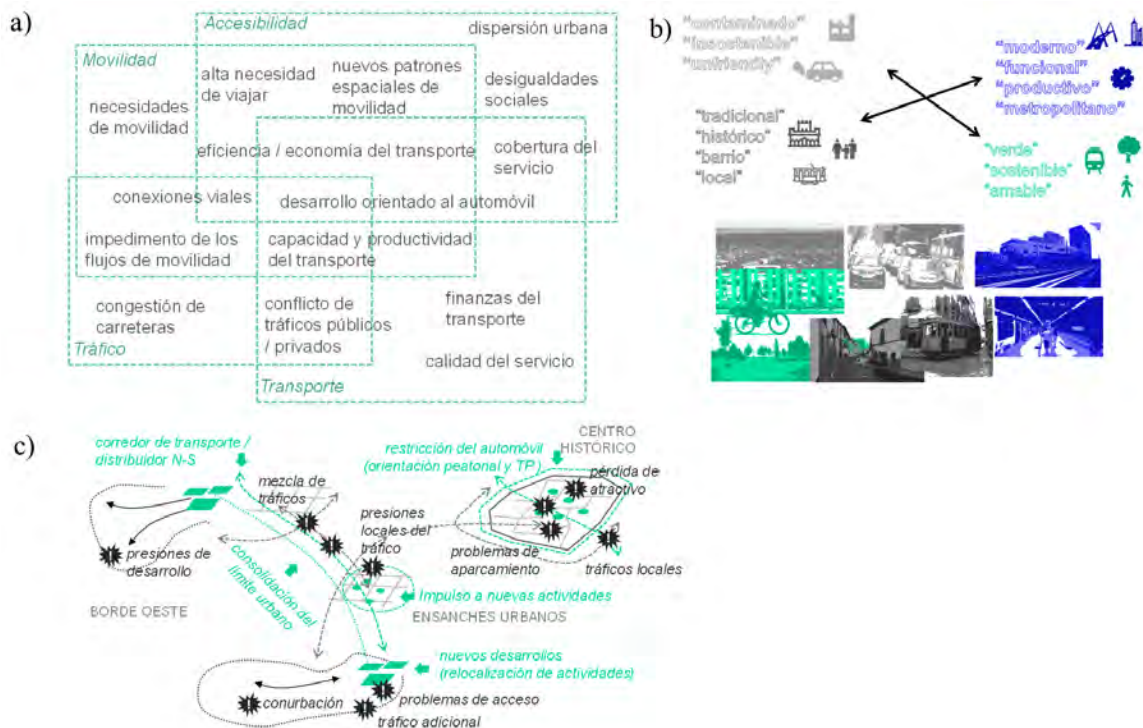 a)
Accesibilidad
dispersión urbana
Movilidad
alta necesidad
de viajar
nuevos patrones
espaciales de
movilidad
desigualdades
sociales
necesidades
de movilidad
eficiencia / economía del transporte
cobertura del
servicio
conexiones viales
desarrollo orientado al automóvil
impedimento de los
flujos de movilidad
capacidad y productividad
del transporte
congestión de
carreteras
conflicto de
tráficos públicos
/ privados
finanzas del
transporte
calidad del servicio
Tráfico
Transporte
b)
"contaminado"
"insostenible"
"unfriendly"
"moderno"
"funcional"
"productivo"
"metropolitano"
"tradicional"
"histórico"
"barrio"
"local"
"verde"
"sostenible"
"amable"
c)
corredor de transporte /
distribuidor N-S
mezcla de
tráficos
presiones de
desarrollo
consolidación del
límite urbano
BORDE OESTE
presiones
locales del
tráfico
restricción del automóvil
(orientación peatonal y TP)
CENTRO
HISTÓRICO
pérdida de
atractivo
problemas de
aparcamiento
tráficos locales
Impulso a nuevas actividades
ENSANCHES URBANOS
nuevos desarrollos
(relocalización de actividades)
conurbación
problemas de acceso
tráfico adicional